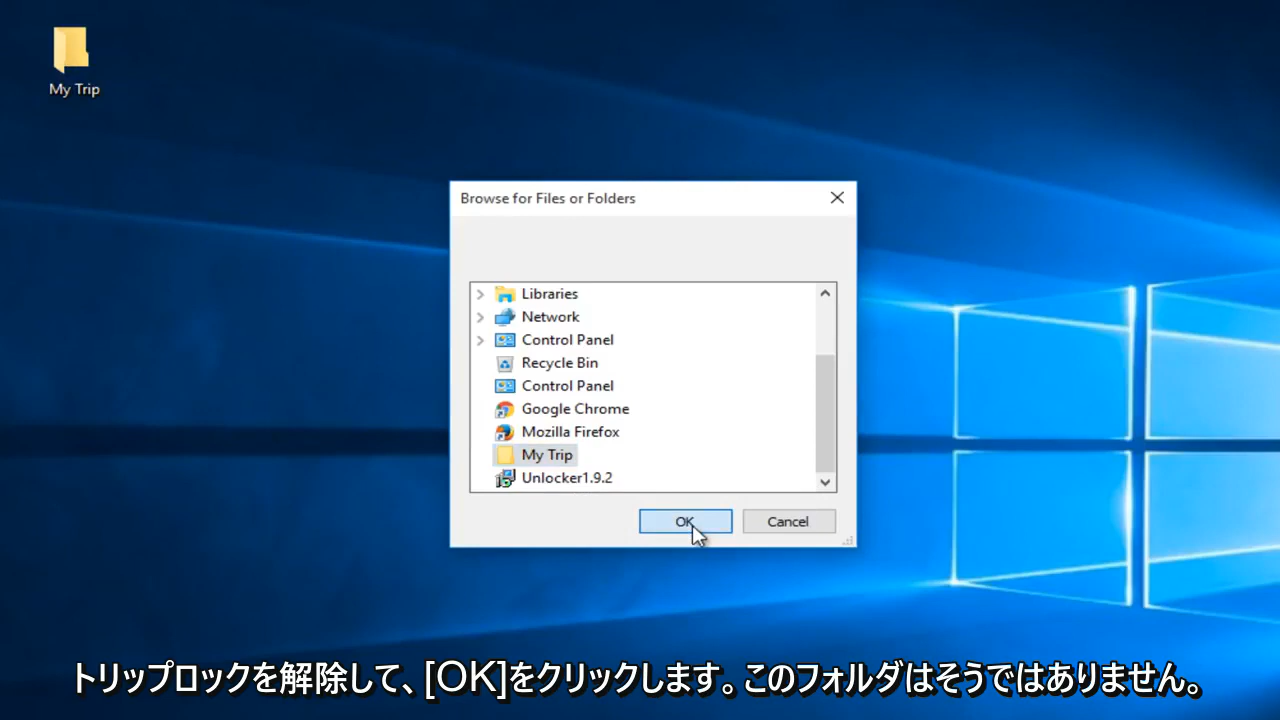 My Trip
Browse for Files or Folders
Libraries
Network
Control Panel
Recycle Bin
Control Panel
Google Chrome
Mozilla Firefox
My Trip
Unlocker1.9.2
OK
Cancel
トリップロックを解除して、[OK]をクリックします。このフォルダはそうではありません。